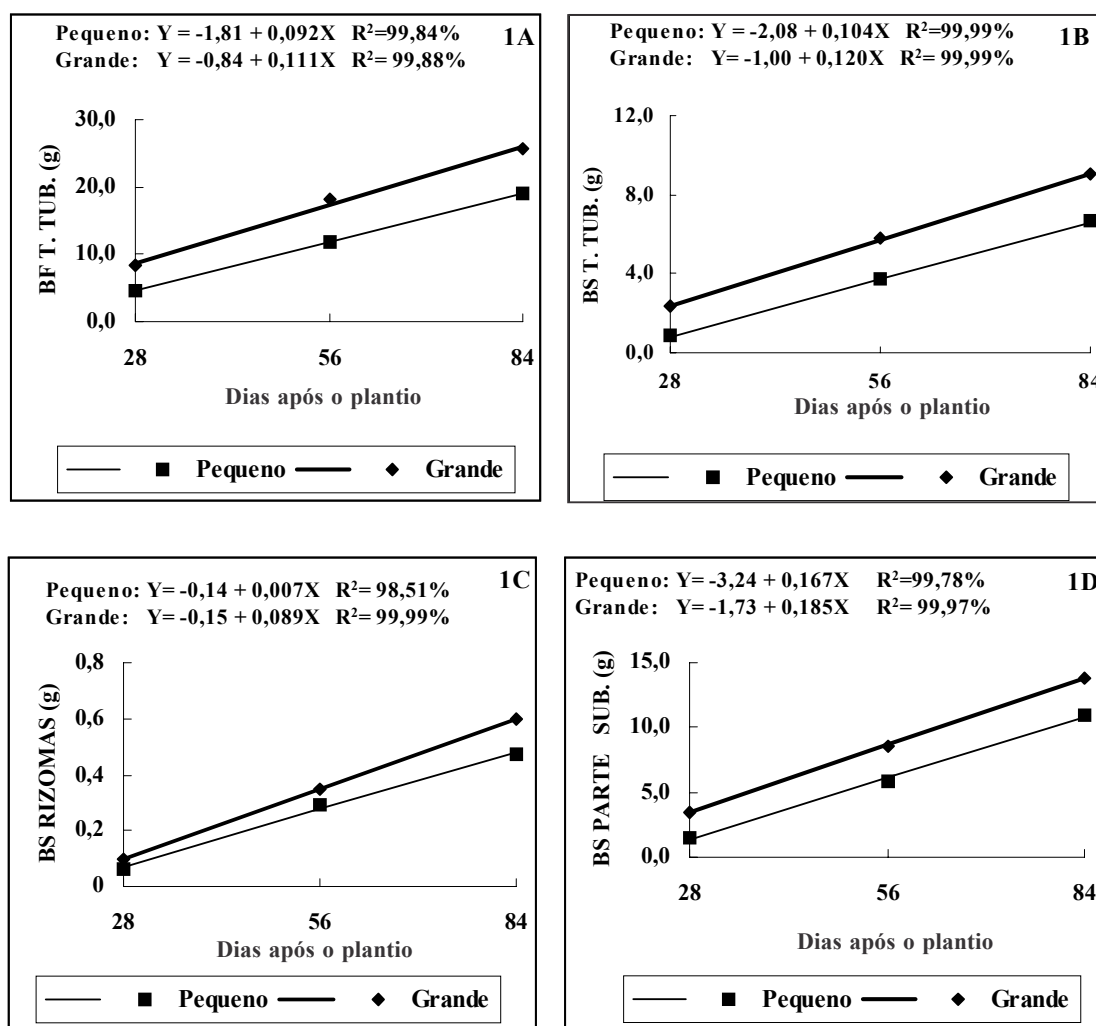 Pequeno: Y = -1,81 + 0,092X R²=99,84% 1A
Grande: Y = -0,84 + 0,111X R²= 99,88%
BF T. TUB. (g)
30,0
20,0
10,0
0,0
28 56 84
Dias após o plantio
Pequeno Grande
Pequeno: Y = -2,08 + 0,104X R²=99,99% 1B
Grande: Y= -1,00 + 0,120X R²= 99,99%
BS T. TUB. (g)
12,0
8,0
4,0
0,0
28 56 84
Dias após o plantio
Pequeno Grande
Pequeno: Y= -0,14 + 0,007X R²= 98,51% 1C
Grande: Y= -0,15 + 0,089X R²= 99,99%
BS RIZOMAS (g)
0,8
0,6
0,4
0,2
0
28 56 84
Dias após o plantio
Pequeno Grande
Pequeno: Y= -3,24 + 0,167X R²=99,78% 1D
Grande: Y= -1,73 + 0,185X R²= 99,97%
BS PARTE SUB. (g)
15,0
10,0
5,0
0,0
28 56 84
Dias após o plantio
Pequeno Grande